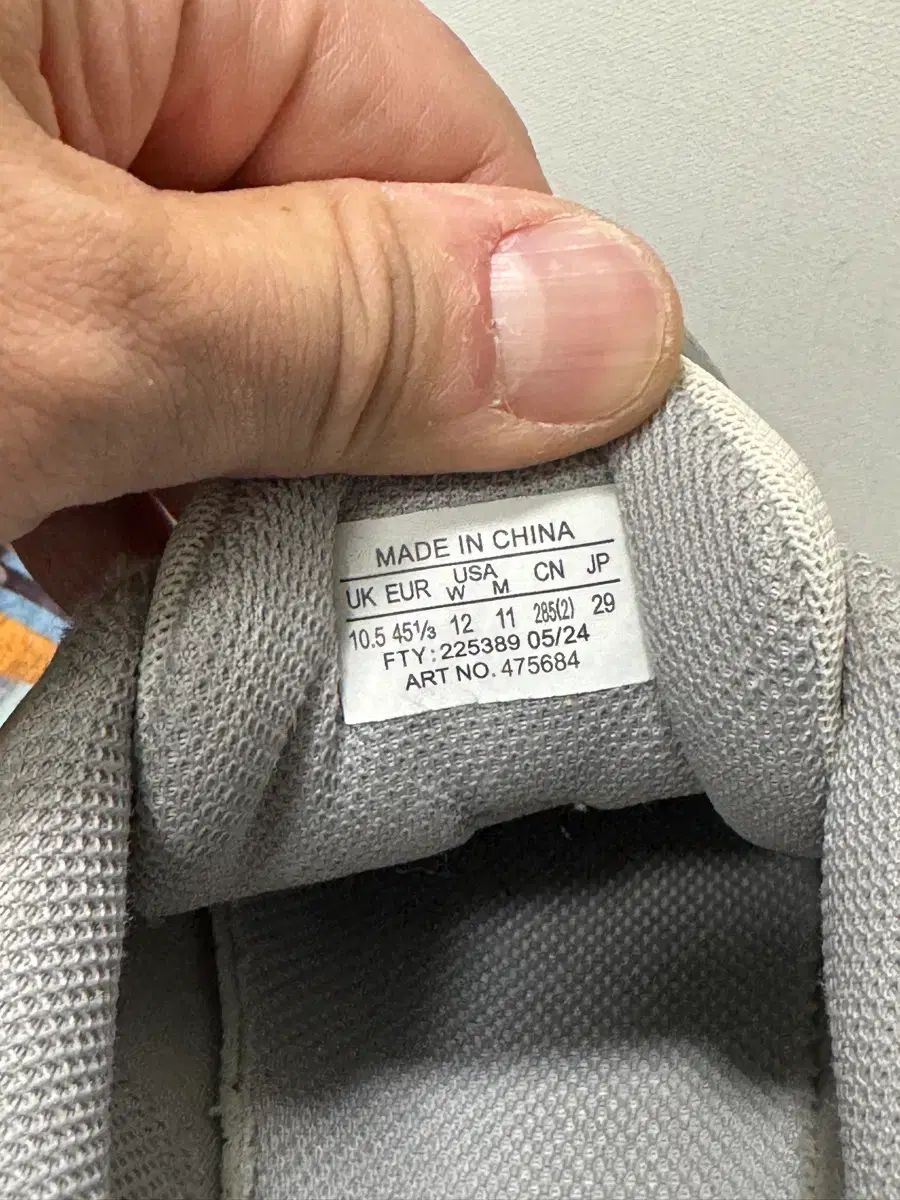 MADE IN CHINA
UK EUR USA W M CN JP
10.5 45⅓ 12 11 285(2) 29
FTY: 225389 05/24
ART NO. 475684